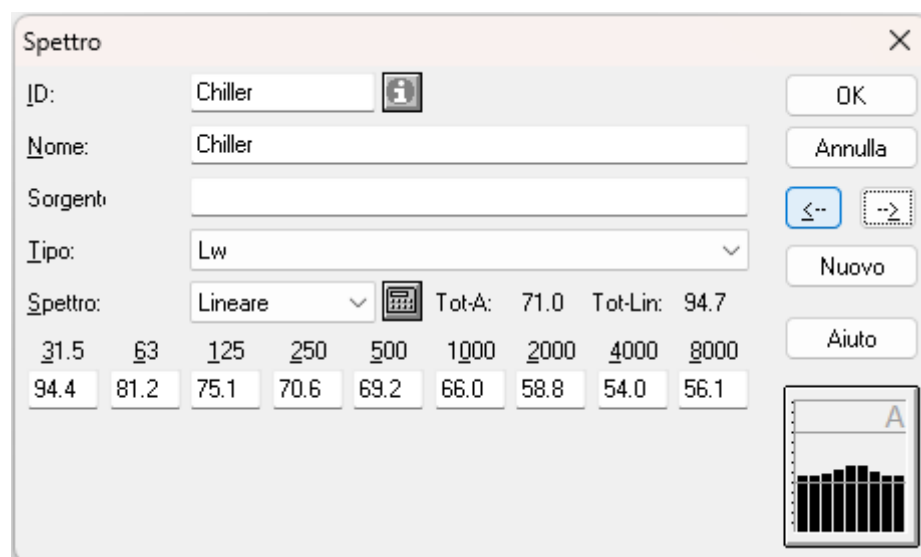 Spettro
ID: Chiller
OK
Nome: Chiller
Annulla
Sorgente
<-- -->
Tipo: Lw
Nuovo
Spettro: Lineare Tot-A: 71.0 Tot-Lin: 94.7
Aiuto
31.5 63 125 250 500 1000 2000 4000 8000
94.4 81.2 75.1 70.6 69.2 66.0 58.8 54.0 56.1
A